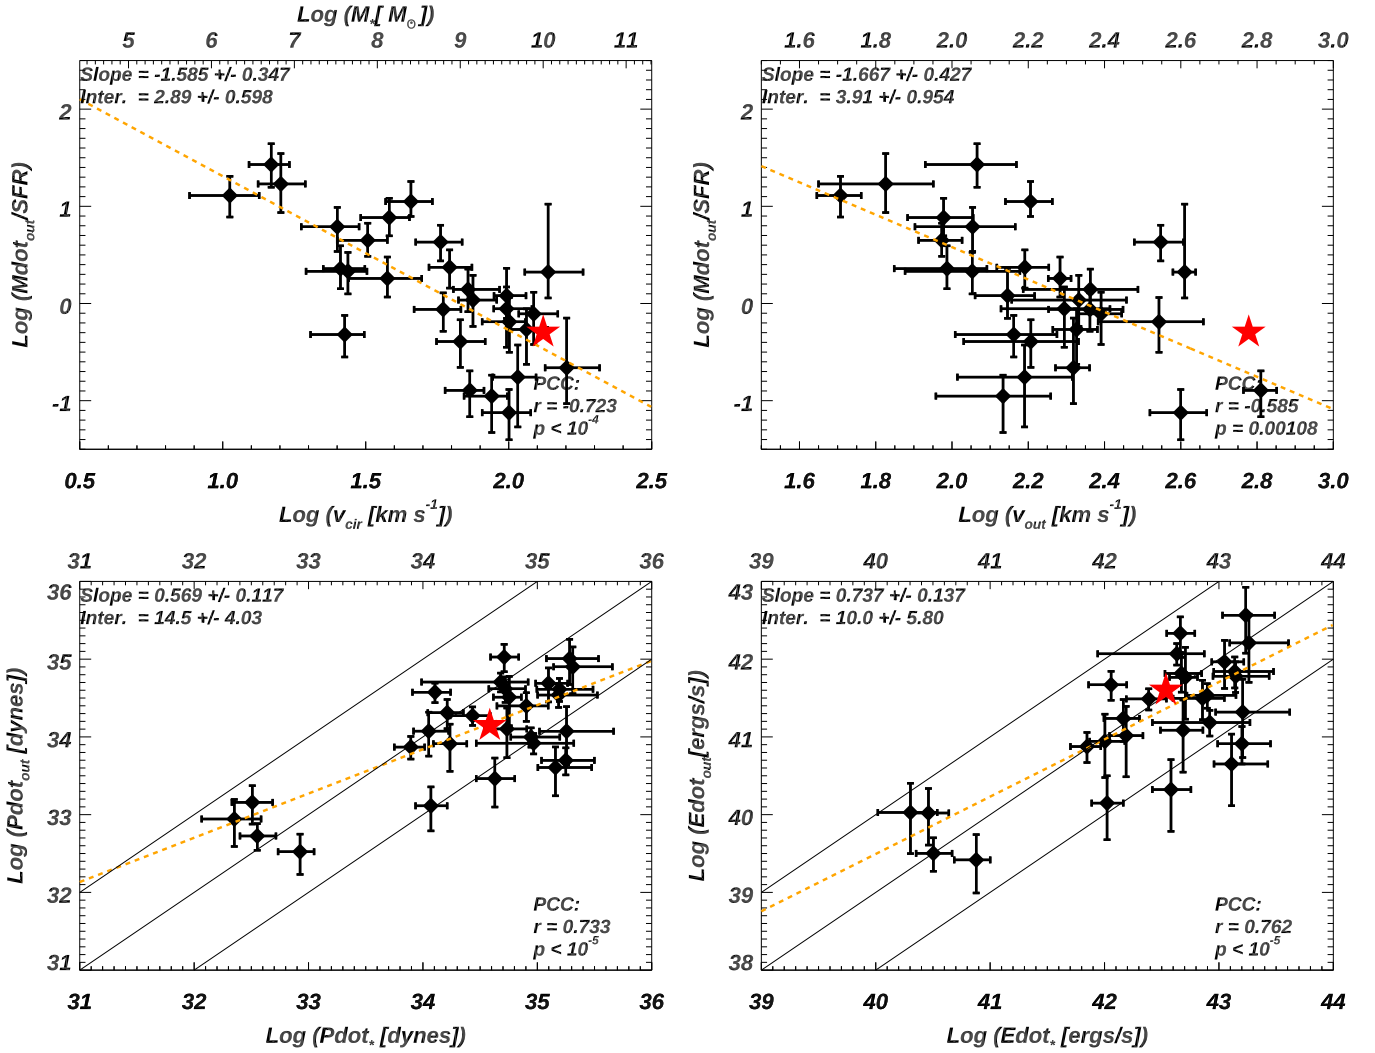 Log (M*[ M⊙])
5 6 7 8 9 10 11
Slope = -1.585 +/- 0.347
Inter. = 2.89 +/- 0.598
2
1
0
-1
Log (Mdot_out/SFR)
PCC:
r = -0.723
p < 10^-4
0.5 1.0 1.5 2.0 2.5
Log (v_cir [km s^-1])
1.6 1.8 2.0 2.2 2.4 2.6 2.8 3.0
Slope = -1.667 +/- 0.427
Inter. = 3.91 +/- 0.954
2
1
0
-1
Log (Mdot_out/SFR)
PCC:
r = -0.585
p = 0.00108
1.6 1.8 2.0 2.2 2.4 2.6 2.8 3.0
Log (v_out [km s^-1])
31 32 33 34 35 36
Slope = 0.569 +/- 0.117
Inter. = 14.5 +/- 4.03
36
35
34
33
32
31
Log (Pdot_out [dynes])
PCC:
r = 0.733
p < 10^-5
31 32 33 34 35 36
Log (Pdot_* [dynes])
39 40 41 42 43 44
Slope = 0.737 +/- 0.137
Inter. = 10.0 +/- 5.80
43
42
41
40
39
38
Log (Edot_out[ergs/s])
PCC:
r = 0.762
p < 10^-5
39 40 41 42 43 44
Log (Edot_* [ergs/s])